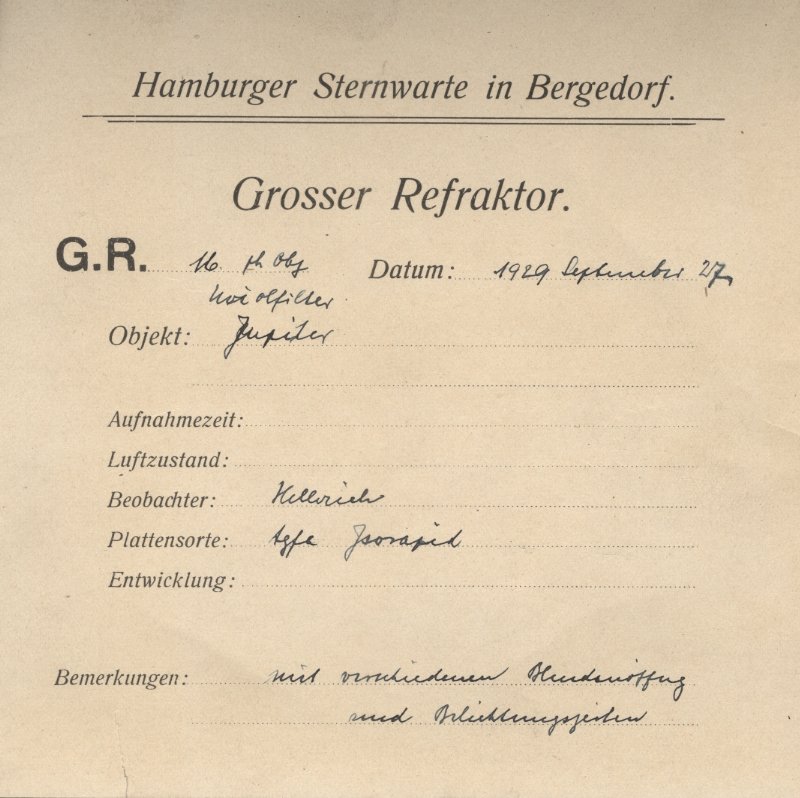 Hamburger Sternwarte in Bergedorf.
Grosser Refraktor.
G.R. 16 ph Obj Datum: 1929 September 27
Objekt: Jupiter
Aufnahmezeit:
Luftzustand:
Beobachter: Hellerich
Plattensorte: Agfa Isorapid
Entwicklung:
Bemerkungen: mit verschiedenen
und Belichtungszeiten